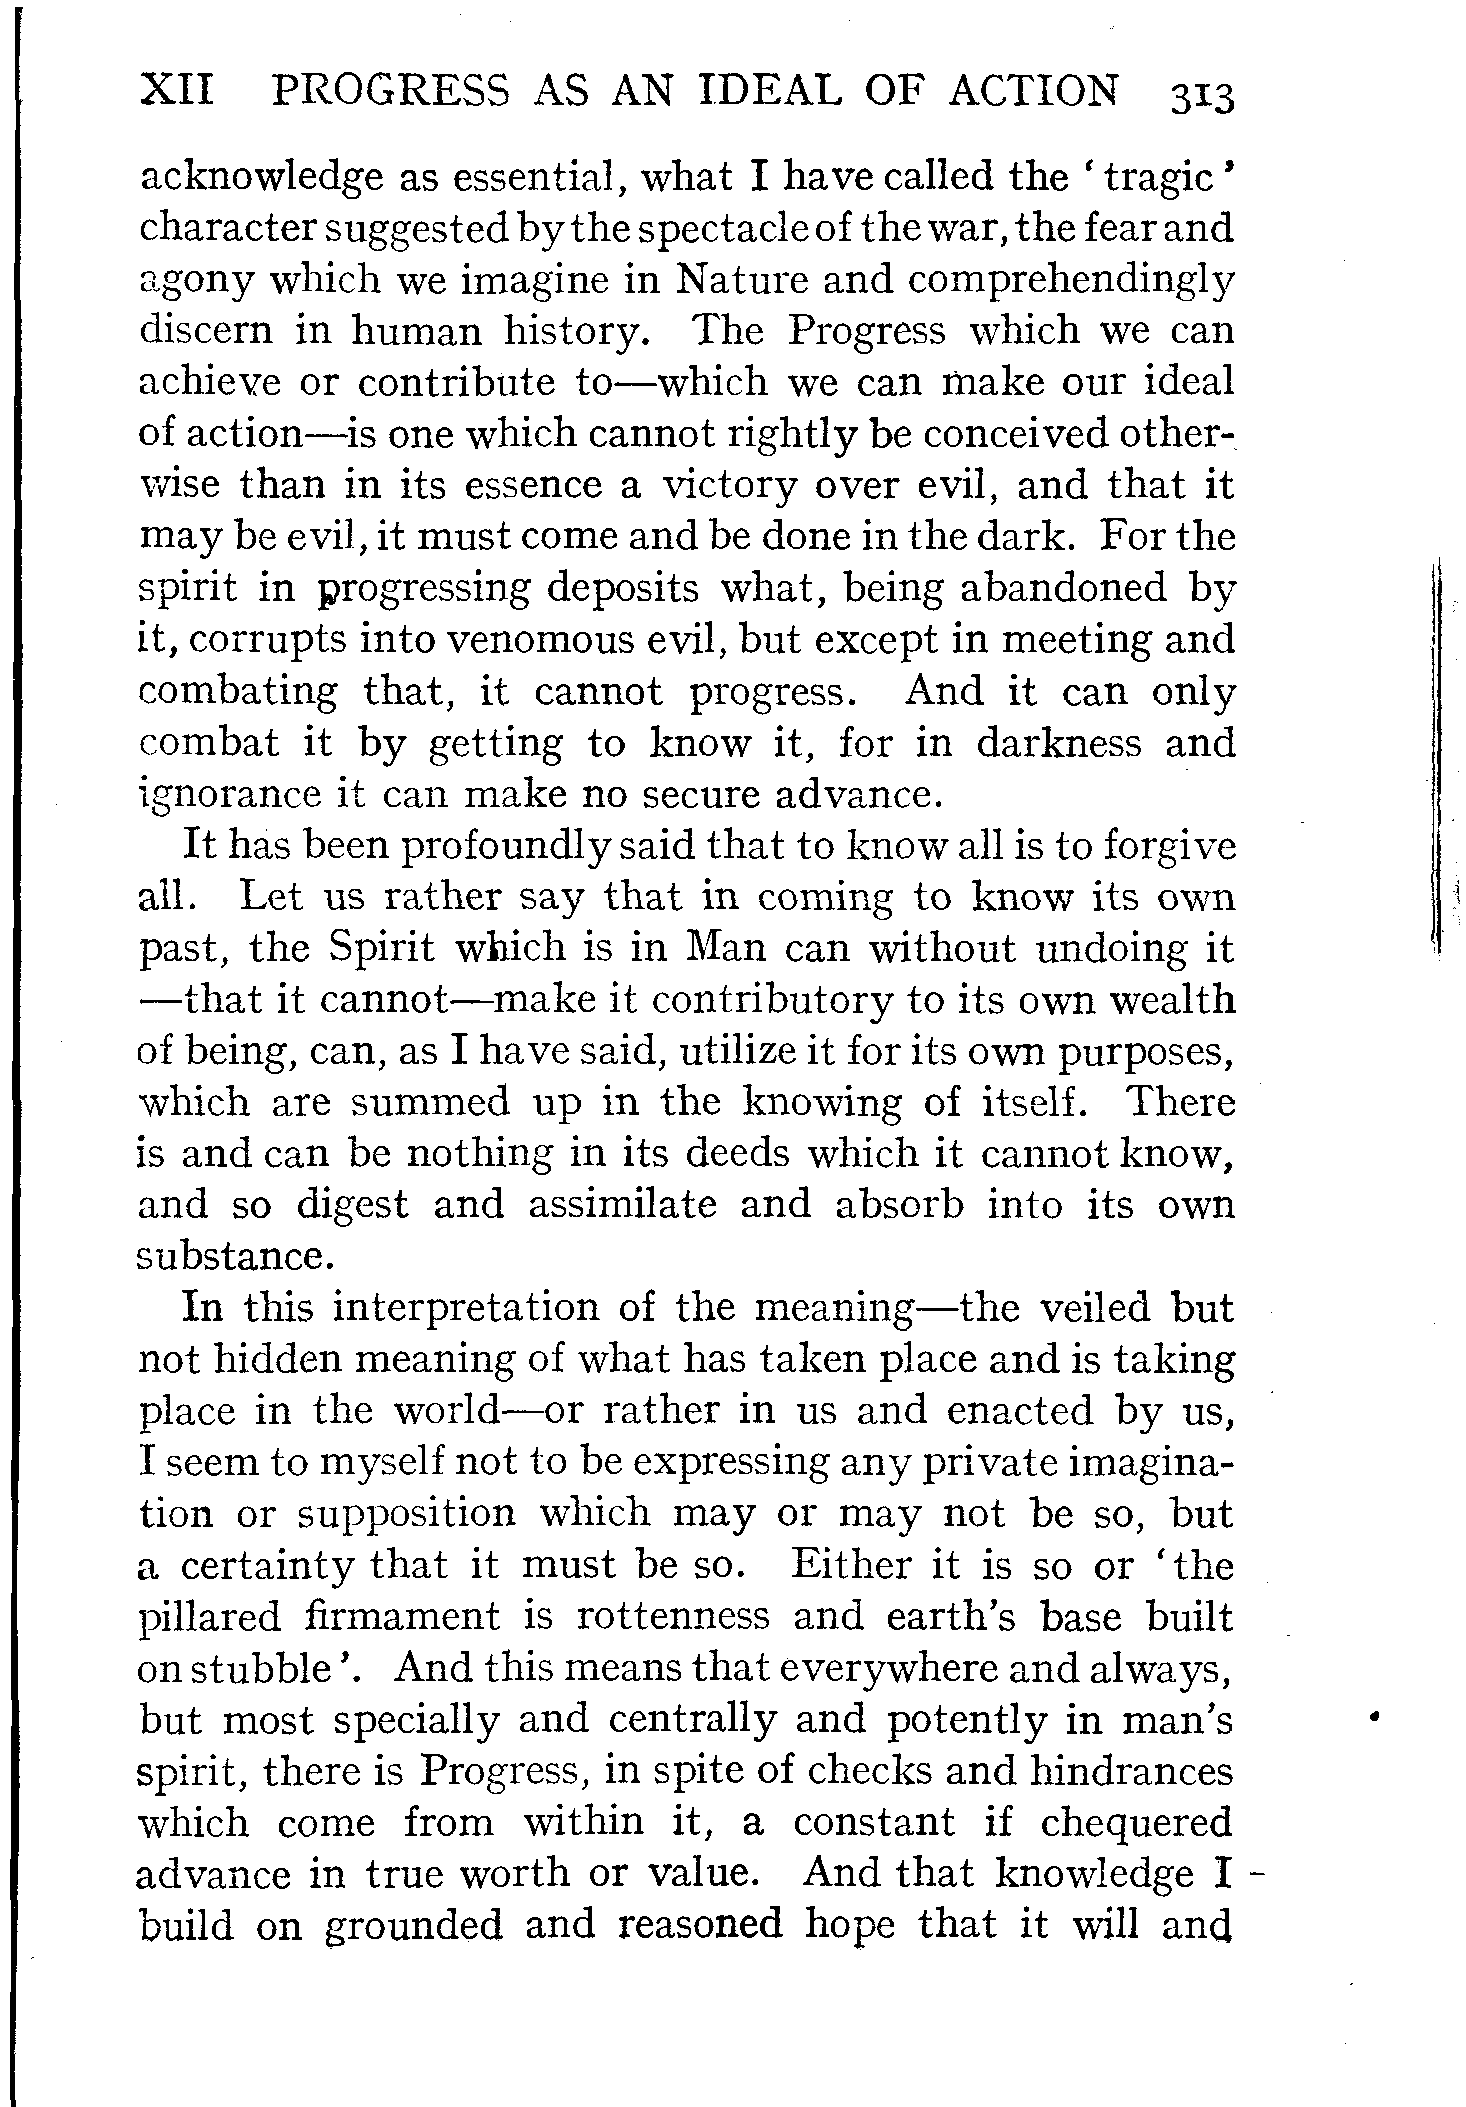 XII PROGRESS AS AN IDEAL OF ACTION 313
acknowledge as essential, what I have called the ‘ tragic ’
character suggested by the spectacle of the war, the fear and
agony which we imagine in Nature and comprehendingly
discern in human history. The Progress which we can
achieve or contribute to—which we can make our ideal
of action—is one which cannot rightly be conceived other-
wise than in its essence a victory over evil, and that it
may be evil, it must come and be done in the dark. For the
spirit in progressing deposits what, being abandoned by
it, corrupts into venomous evil, but except in meeting and
combating that, it cannot progress. And it can only
combat it by getting to know it, for in darkness and
ignorance it can make no secure advance.
It has been profoundly said that to know all is to forgive
all. Let us rather say that in coming to know its own
past, the Spirit which is in Man can without undoing it
—that it cannot—make it contributory to its own wealth
of being, can, as I have said, utilize it for its own purposes,
which are summed up in the knowing of itself. There
is and can be nothing in its deeds which it cannot know,
and so digest and assimilate and absorb into its own
substance.
In this interpretation of the meaning—the veiled but
not hidden meaning of what has taken place and is taking
place in the world—or rather in us and enacted by us,
I seem to myself not to be expressing any private imagina-
tion or supposition which may or may not be so, but
a certainty that it must be so. Either it is so or ‘ the
pillared firmament is rottenness and earth’s base built
on stubble ’. And this means that everywhere and always,
but most specially and centrally and potently in man’s
spirit, there is Progress, in spite of checks and hindrances
which come from within it, a constant if chequered
advance in true worth or value. And that knowledge I
build on grounded and reasoned hope that it will and